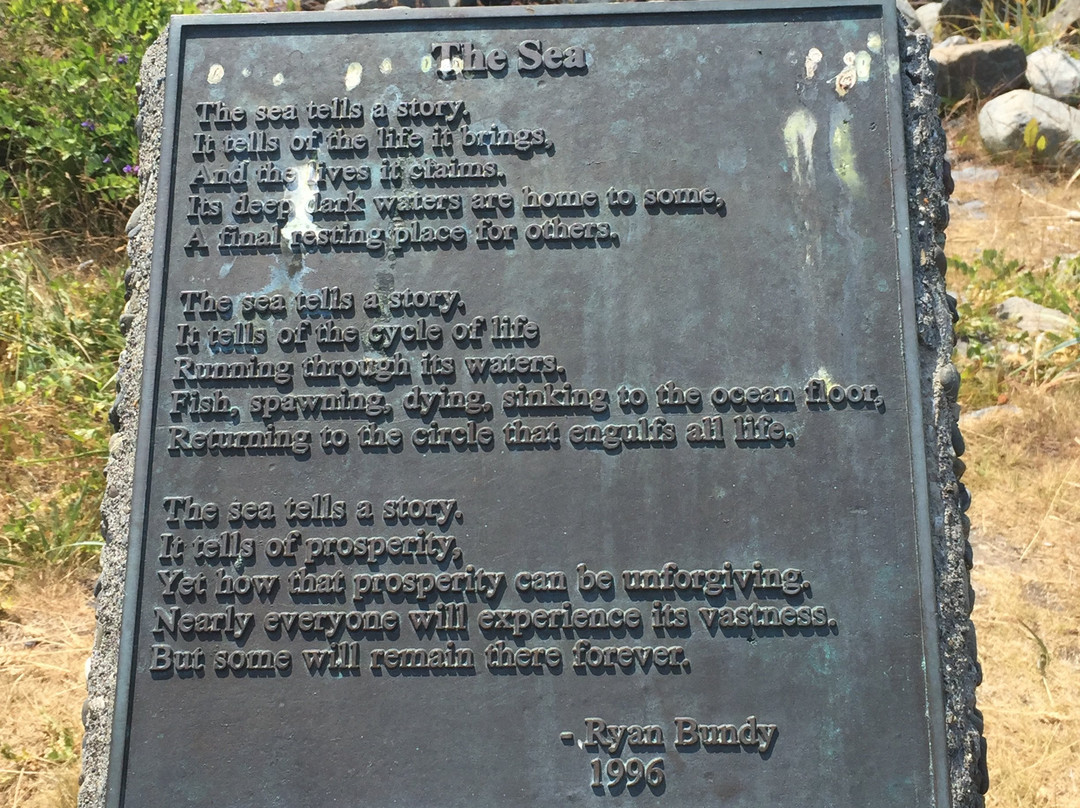 The Sea
The sea tells a story.
It tells of the life it brings,
And the lives it claims.
Its deep dark waters are home to some,
A final resting place for others.
The sea tells a story.
It tells of the cycle of life
Running through its waters.
Fish, spawning, dying, sinking to the ocean floor,
Returning to the circle that engulfs all life.
The sea tells a story.
It tells of prosperity,
Yet how that prosperity can be unforgiving.
Nearly everyone will experience its vastness.
But some will remain there forever.
- Ryan Bundy
1996